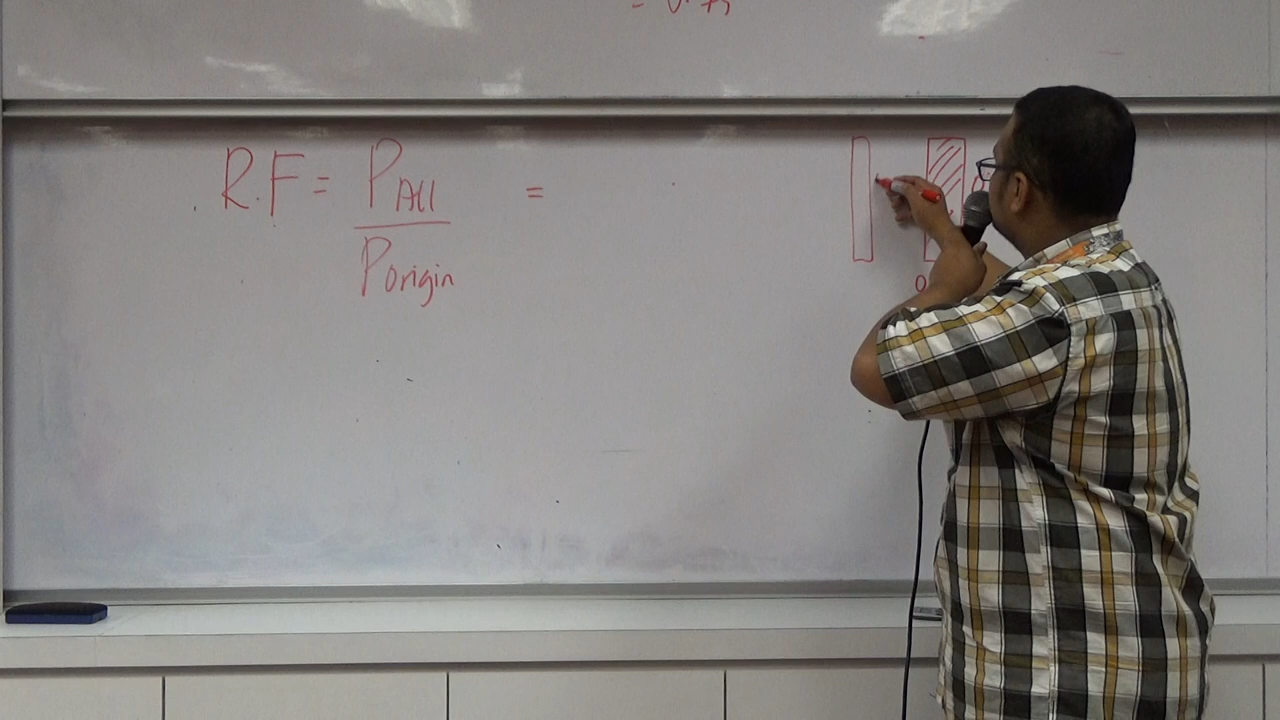 R.F = P All =
P origin